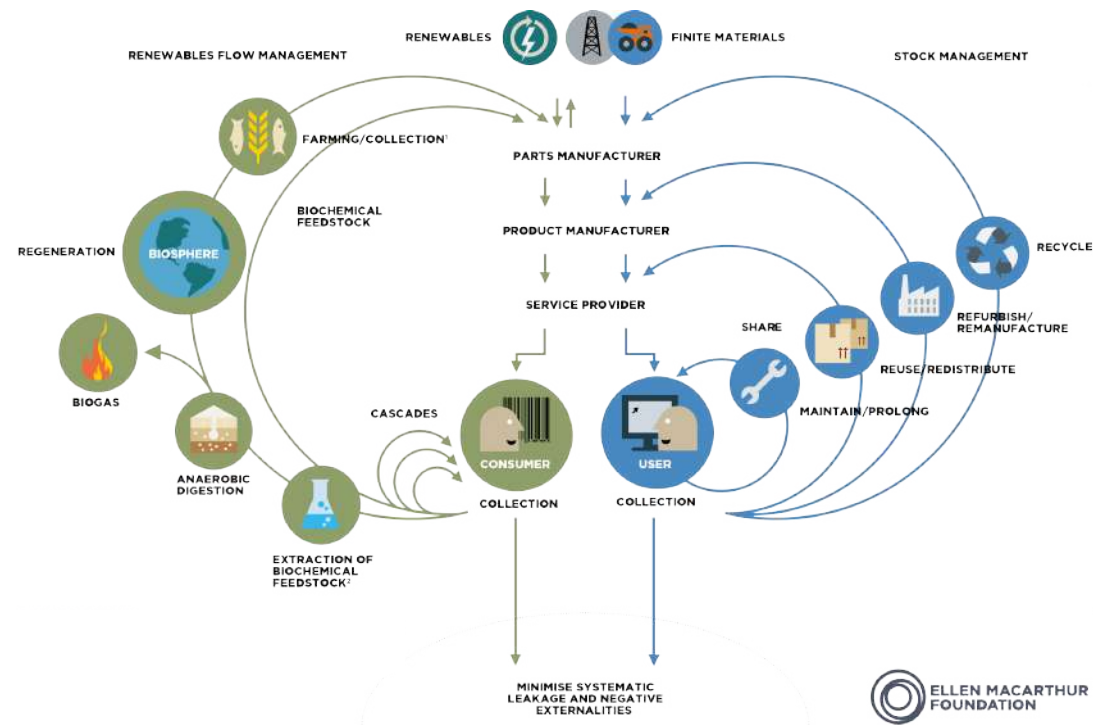 RENEWABLES
FINITE MATERIALS
RENEWABLES FLOW MANAGEMENT
STOCK MANAGEMENT
FARMING/COLLECTION¹
PARTS MANUFACTURER
BIOCHEMICAL
FEEDSTOCK
PRODUCT MANUFACTURER
REGENERATION
BIOSPHERE
RECYCLE
SERVICE PROVIDER
SHARE
REFURBISH/
REMANUFACTURE
REUSE/REDISTRIBUTE
BIOGAS
CASCADES
MAINTAIN/PROLONG
CONSUMER
USER
ANAEROBIC
DIGESTION
COLLECTION
COLLECTION
EXTRACTION OF
BIOCHEMICAL
FEEDSTOCK²
MINIMISE SYSTEMATIC
LEAKAGE AND NEGATIVE
EXTERNALITIES
ELLEN MACARTHUR
FOUNDATION